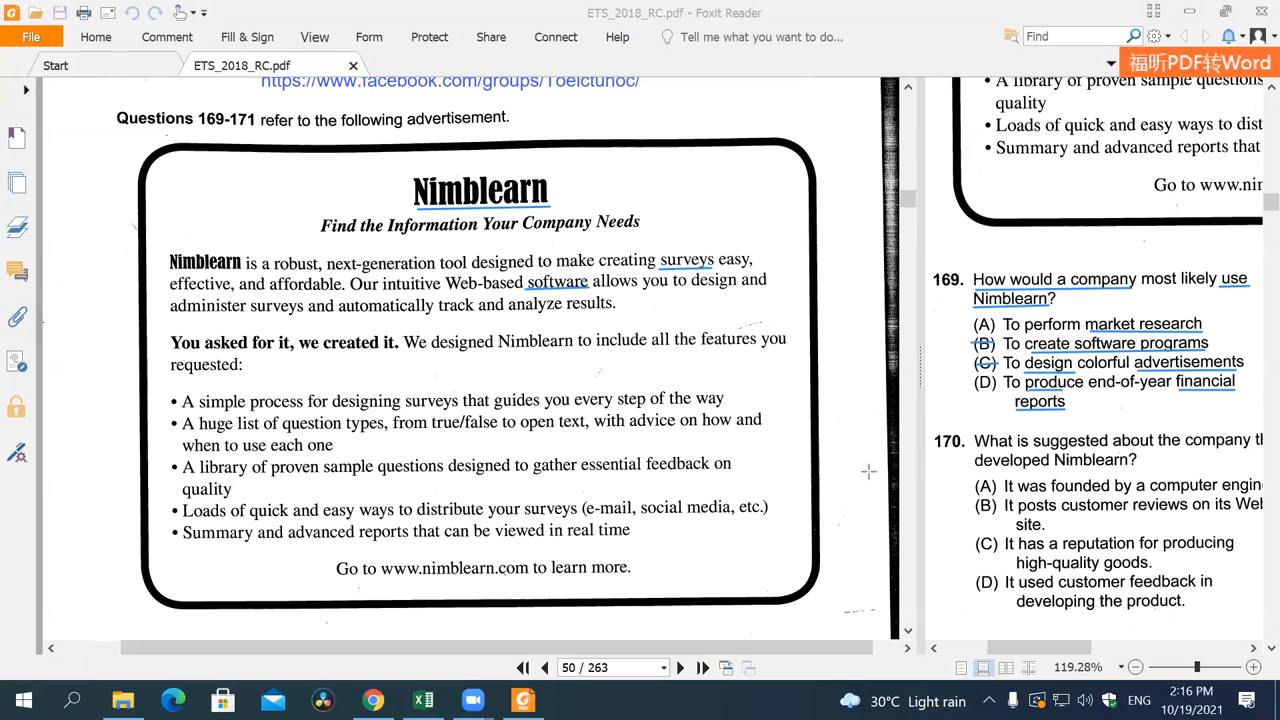 ETS_2018_RC.pdf - Foxit Reader
File Home Comment Fill & Sign View Form Protect Share Connect Help Tell me what you want to do... Find
Start ETS_2018_RC.pdf
福昕PDF转Word
https://www.facebook.com/groups/Toeictuhoc/
Questions 169-171 refer to the following advertisement.
Nimblearn
Find the Information Your Company Needs
Nimblearn is a robust, next-generation tool designed to make creating surveys easy,
effective, and affordable. Our intuitive Web-based software allows you to design and
administer surveys and automatically track and analyze results.
You asked for it, we created it. We designed Nimblearn to include all the features you
requested:
• A simple process for designing surveys that guides you every step of the way
• A huge list of question types, from true/false to open text, with advice on how and
when to use each one
• A library of proven sample questions designed to gather essential feedback on
quality
• Loads of quick and easy ways to distribute your surveys (e-mail, social media, etc.)
• Summary and advanced reports that can be viewed in real time
Go to www.nimblearn.com to learn more.
• A library of proven sample questions
quality
• Loads of quick and easy ways to dist
• Summary and advanced reports that
Go to www.nim
169. How would a company most likely use
Nimblearn?
(A) To perform market research
(B) To create software programs
(C) To design colorful advertisements
(D) To produce end-of-year financial
reports
170. What is suggested about the company th
developed Nimblearn?
(A) It was founded by a computer engin
(B) It posts customer reviews on its Web
site.
(C) It has a reputation for producing
high-quality goods.
(D) It used customer feedback in
developing the product.
50 / 263
119.28%
30°C Light rain
ENG
2:16 PM
10/19/2021